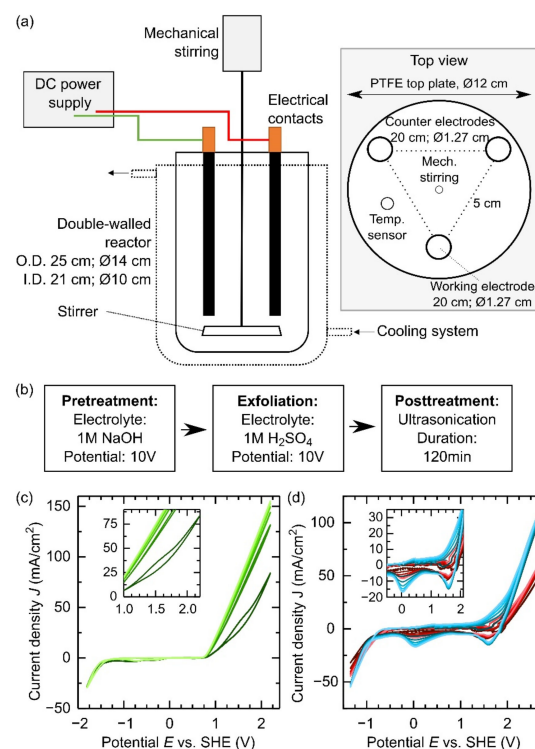 (a)
Mechanical
stirring
DC power
supply
Electrical
contacts
Double-walled
reactor
O.D. 25 cm; Ø14 cm
I.D. 21 cm; Ø10 cm
Stirrer
Cooling system
Top view
PTFE top plate, Ø12 cm
Counter electrodes
20 cm; Ø1.27 cm
Mech.
stirring
5 cm
Temp.
sensor
Working electrode
20 cm; Ø1.27 cm
(b)
Pretreatment:
Electrolyte:
1M NaOH
Potential: 10V
Exfoliation:
Electrolyte:
1M H₂SO₄
Potential: 10V
Posttreatment:
Ultrasonication
Duration:
120min
(c)
Current density J (mA/cm²)
150
100
50
0
−50
−2
−1
0
1
2
Potential E vs. SHE (V)
75
50
25
0
1.0
1.5
2.0
(d)
Current density J (mA/cm²)
100
50
0
−50
−1
0
1
2
Potential E vs. SHE (V)
30
20
10
0
−10
−20
0
1
2